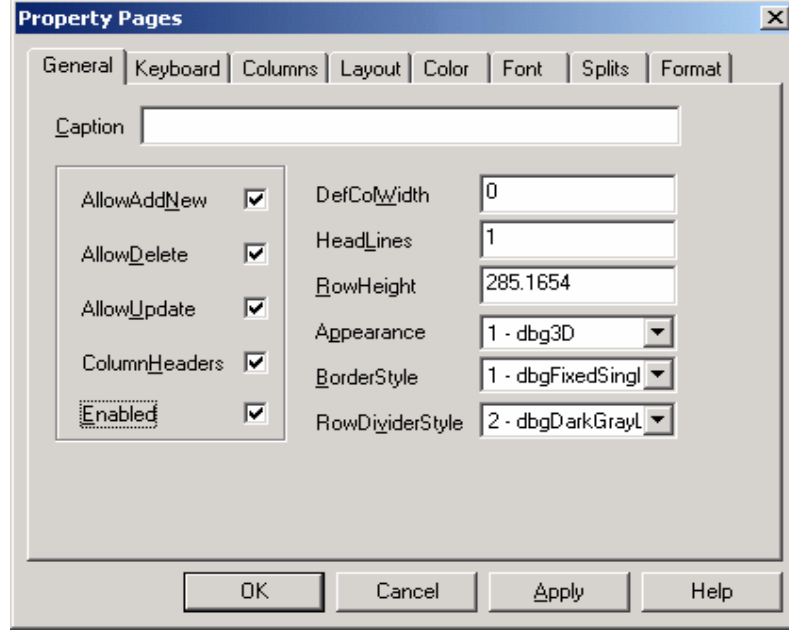 Property Pages
General Keyboard Columns Layout Color Font Splits Format
Caption
AllowAddNew
AllowDelete
AllowUpdate
ColumnHeaders
Enabled
DefColWidth 0
HeadLines 1
RowHeight 285.1654
Appearance 1 - dbg3D
BorderStyle 1 - dbgFixedSingl
RowDividerStyle 2 - dbgDarkGrayL
OK Cancel Apply Help